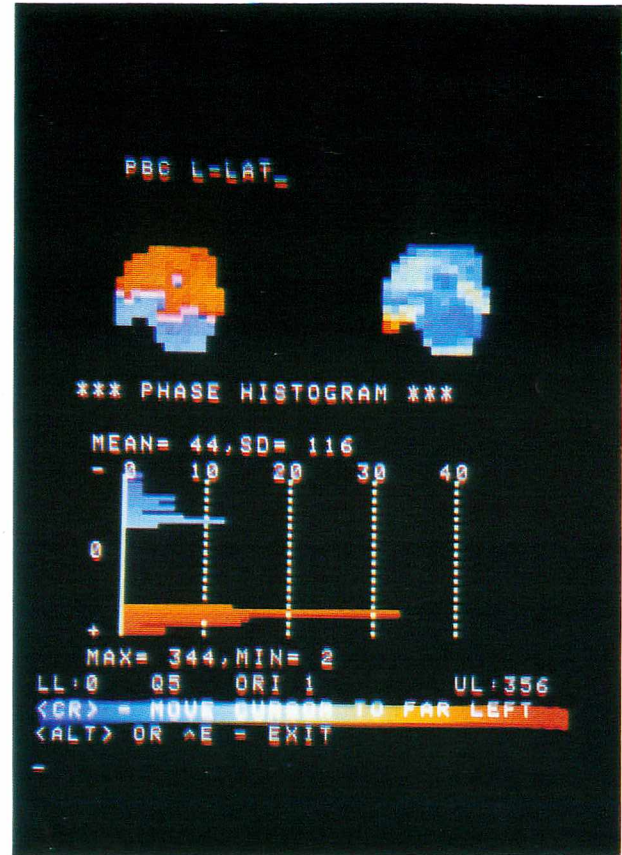 PBC L=LAT_
*** PHASE HISTOGRAM ***
MEAN= 44,SD= 116
- 0 10 20 30 40
0
+
MAX= 344,MIN= 2
LL:0 Q5 ORI 1 UL:356
<CR> = MOVE TO FAR LEFT
<ALT> OR ^E = EXIT
_